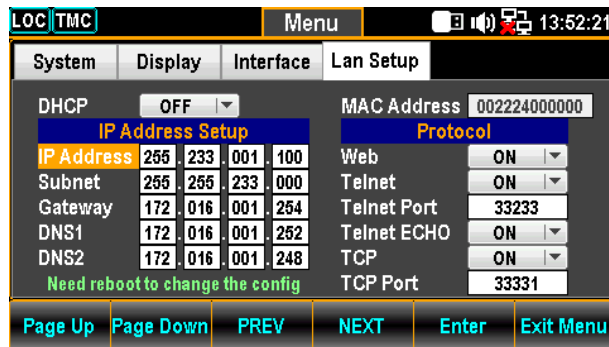 LOC TMC Menu 13:52:21
System Display Interface Lan Setup
DHCP OFF MAC Address 002224000000
IP Address Setup Protocol
IP Address 255.233.001.100 Web ON
Subnet 255.255.233.000 Telnet ON
Gateway 172.016.001.254 Telnet Port 33233
DNS1 172.016.001.252 Telnet ECHO ON
DNS2 172.016.001.248 TCP ON
Need reboot to change the config TCP Port 33331
Page Up Page Down PREV NEXT Enter Exit Menu